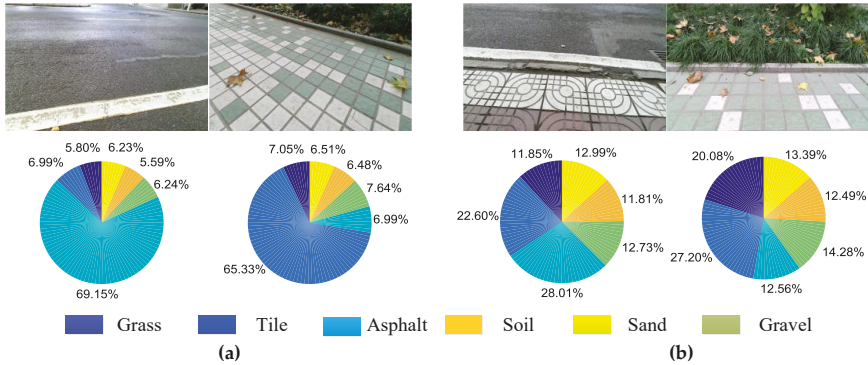 5.80% 6.23% 7.05% 6.51% 12.99% 13.39%
6.99% 5.59% 6.48% 11.85% 20.08%
6.24% 7.64% 11.81% 12.49%
6.99% 22.60%
12.73% 27.20% 14.28%
65.33%
69.15% 28.01% 12.56%
Grass Tile Asphalt Soil Sand Gravel
(a) (b)